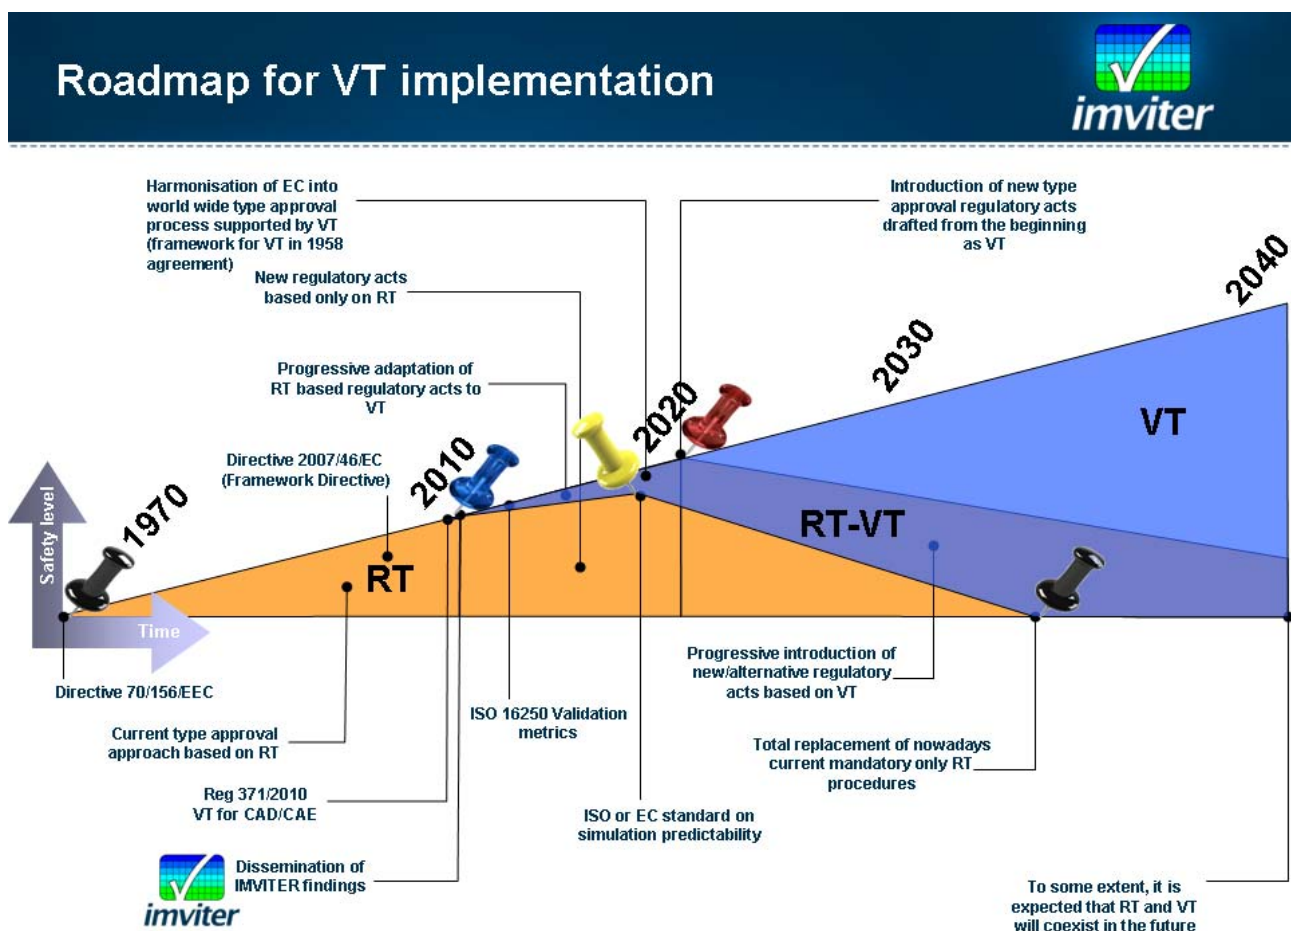 Roadmap for VT implementation
imviter
Harmonisation of EC into
world wide type approval
process supported by VT
(framework for VT in 1958
agreement)
Introduction of new type
approval regulatory acts
drafted from the beginning
as VT
New regulatory acts
based only on RT
Progressive adaptation of
RT based regulatory acts to
VT
Directive 2007/46/EC
(Framework Directive)
1970
2010
2020
2030
2040
Safety level
Time
RT
RT-VT
VT
Directive 70/156/EEC
Current type approval
approach based on RT
Reg 371/2010
VT for CAD/CAE
Dissemination of
IMVITER findings
imviter
ISO 16250 Validation
metrics
ISO or EC standard on
simulation predictability
Progressive introduction of
new/alternative regulatory
acts based on VT
Total replacement of nowadays
current mandatory only RT
procedures
To some extent, it is
expected that RT and VT
will coexist in the future